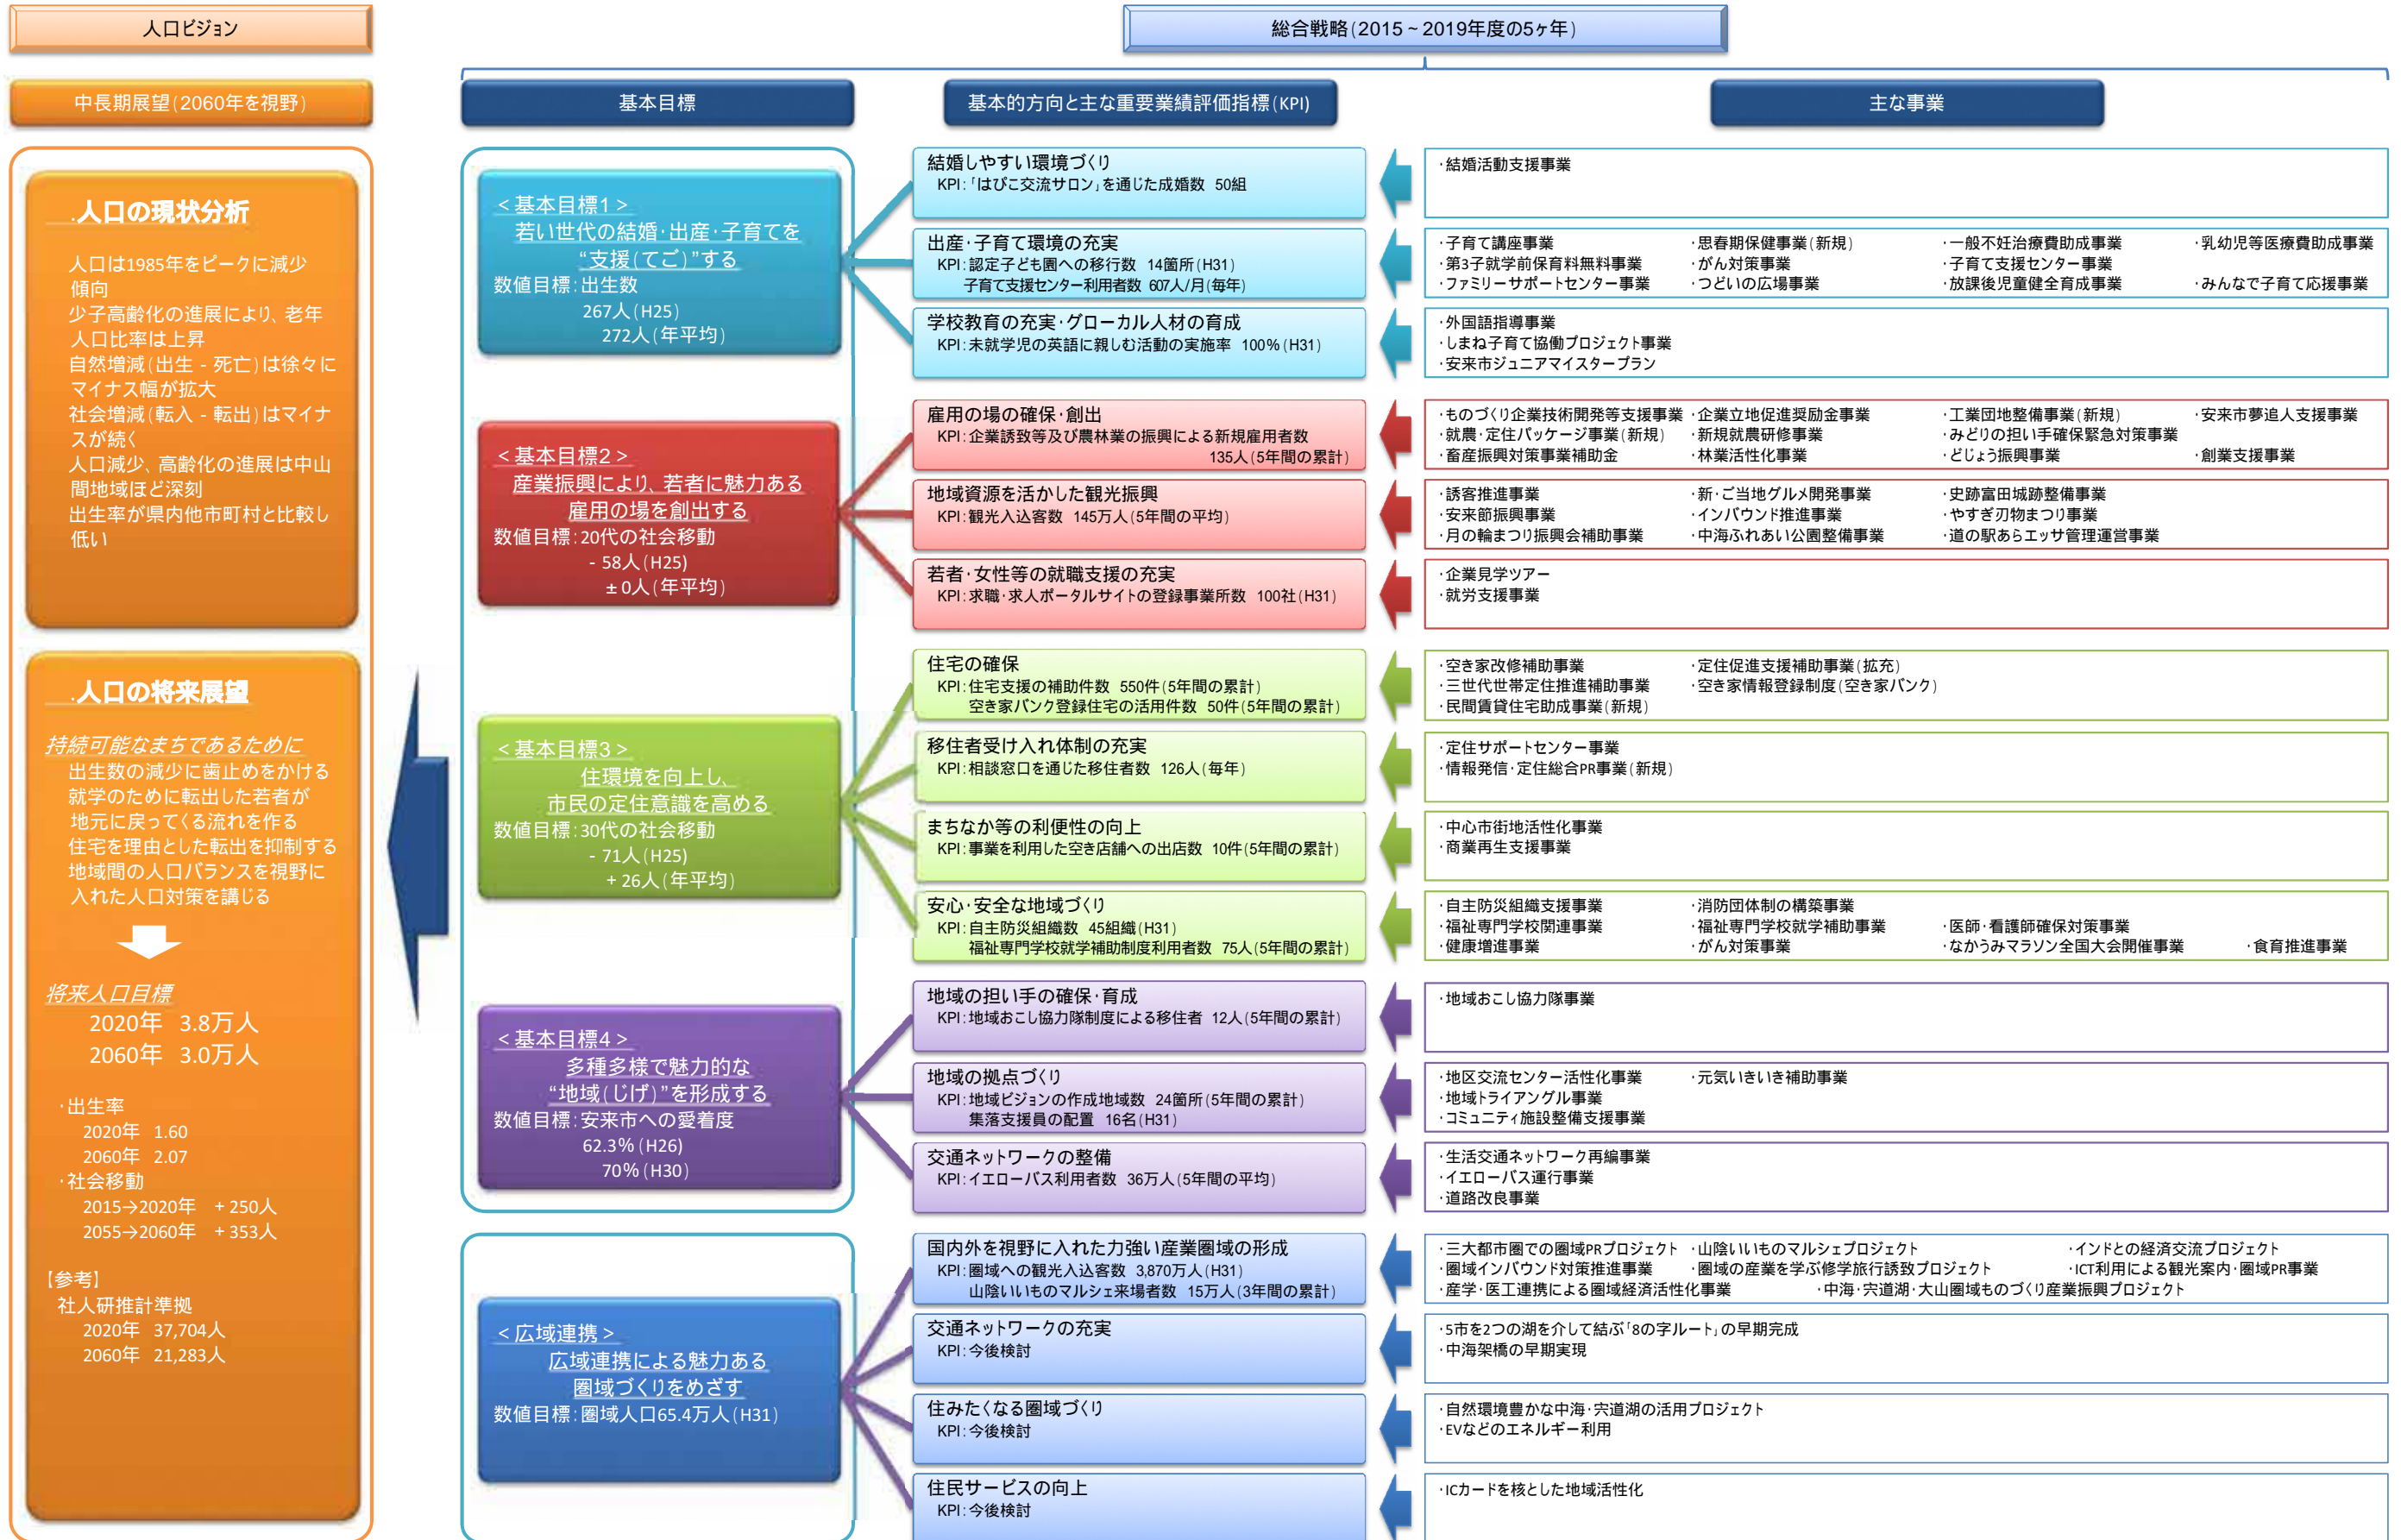 人口ビジョン
総合戦略(2015～2019年度の5ヶ年)
中長期展望(2060年を視野)
基本目標
基本的方向と主な重要業績評価指標(KPI)
主な事業
.人口の現状分析
人口は1985年をピークに減少
傾向
少子高齢化の進展により、老年
人口比率は上昇
自然増減(出生 - 死亡)は徐々に
マイナス幅が拡大
社会増減(転入 - 転出)はマイナ
スが続く
人口減少、高齢化の進展は中山
間地域ほど深刻
出生率が県内他市町村と比較し
低い
.人口の将来展望
持続可能なまちであるために
出生数の減少に歯止めをかける
就学のために転出した若者が
地元に戻ってくる流れを作る
住宅を理由とした転出を抑制する
地域間の人口バランスを視野に
入れた人口対策を講じる
将来人口目標
2020年 3.8万人
2060年 3.0万人
・出生率
2020年 1.60
2060年 2.07
・社会移動
2015→2020年 +250人
2055→2060年 +353人
【参考】
社人研推計準拠
2020年 37,704人
2060年 21,283人
<基本目標1>
若い世代の結婚・出産・子育てを
“支援(てご)”する
数値目標:出生数
267人(H25)
272人(年平均)
結婚しやすい環境づくり
KPI:「はぴこ交流サロン」を通じた成婚数 50組
・結婚活動支援事業
出産・子育て環境の充実
KPI:認定子ども園への移行数 14箇所(H31)
子育て支援センター利用者数 607人/月(毎年)
・子育て講座事業 ・思春期保健事業(新規) ・一般不妊治療費助成事業 ・乳幼児等医療費助成事業
・第3子就学前保育料無料事業 ・がん対策事業 ・子育て支援センター事業
・ファミリーサポートセンター事業 ・つどいの広場事業 ・放課後児童健全育成事業 ・みんなで子育て応援事業
学校教育の充実・グローカル人材の育成
KPI:未就学児の英語に親しむ活動の実施率 100%(H31)
・外国語指導事業
・しまね子育て協働プロジェクト事業
・安来市ジュニアマイスタープラン
<基本目標2>
産業振興により、若者に魅力ある
雇用の場を創出する
数値目標:20代の社会移動
- 58人(H25)
±0人(年平均)
雇用の場の確保・創出
KPI:企業誘致等及び農林業の振興による新規雇用者数
135人(5年間の累計)
・ものづくり企業技術開発等支援事業 ・企業立地促進奨励金事業 ・工業団地整備事業(新規) ・安来市夢追人支援事業
・就農・定住パッケージ事業(新規) ・新規就農研修事業 ・みどりの担い手確保緊急対策事業
・畜産振興対策事業補助金 ・林業活性化事業 ・どじょう振興事業 ・創業支援事業
地域資源を活かした観光振興
KPI:観光入込客数 145万人(5年間の平均)
・誘客推進事業 ・新・ご当地グルメ開発事業 ・史跡富田城跡整備事業
・安来節振興事業 ・インバウンド推進事業 ・やすぎ刃物まつり事業
・月の輪まつり振興会補助事業 ・中海ふれあい公園整備事業 ・道の駅あらエッサ管理運営事業
若者・女性等の就職支援の充実
KPI:求職・求人ポータルサイトの登録事業所数 100社(H31)
・企業見学ツアー
・就労支援事業
<基本目標3>
住環境を向上し、
市民の定住意識を高める
数値目標:30代の社会移動
- 71人(H25)
+26人(年平均)
住宅の確保
KPI:住宅支援の補助件数 550件(5年間の累計)
空き家バンク登録住宅の活用件数 50件(5年間の累計)
・空き家改修補助事業 ・定住促進支援補助事業(拡充)
・三世代世帯定住推進補助事業 ・空き家情報登録制度(空き家バンク)
・民間賃貸住宅助成事業(新規)
移住者受け入れ体制の充実
KPI:相談窓口を通じた移住者数 126人(毎年)
・定住サポートセンター事業
・情報発信・定住総合PR事業(新規)
まちなか等の利便性の向上
KPI:事業を利用した空き店舗への出店数 10件(5年間の累計)
・中心市街地活性化事業
・商業再生支援事業
安心・安全な地域づくり
KPI:自主防災組織数 45組織(H31)
福祉専門学校就学補助制度利用者数 75人(5年間の累計)
・自主防災組織支援事業 ・消防団体制の構築事業
・福祉専門学校関連事業 ・福祉専門学校就学補助事業 ・医師・看護師確保対策事業
・健康増進事業 ・がん対策事業 ・なかうみマラソン全国大会開催事業 ・食育推進事業
<基本目標4>
多種多様で魅力的な
“地域(じげ)”を形成する
数値目標:安来市への愛着度
62.3%(H26)
70%(H30)
地域の担い手の確保・育成
KPI:地域おこし協力隊制度による移住者 12人(5年間の累計)
・地域おこし協力隊事業
地域の拠点づくり
KPI:地域ビジョンの作成地域数 24箇所(5年間の累計)
集落支援員の配置 16名(H31)
・地区交流センター活性化事業 ・元気いきいき補助事業
・地域トライアングル事業
・コミュニティ施設整備支援事業
交通ネットワークの整備
KPI:イエローバス利用者数 36万人(5年間の平均)
・生活交通ネットワーク再編事業
・イエローバス運行事業
・道路改良事業
<広域連携>
広域連携による魅力ある
圏域づくりをめざす
数値目標:圏域人口65.4万人(H31)
国内外を視野に入れた力強い産業圏域の形成
KPI:圏域への観光入込客数 3,870万人(H31)
山陰いいものマルシェ来場者数 15万人(3年間の累計)
・三大都市圏での圏域PRプロジェクト ・山陰いいものマルシェプロジェクト ・インドとの経済交流プロジェクト
・圏域インバウンド対策推進事業 ・圏域の産業を学ぶ修学旅行誘致プロジェクト ・ICT利用による観光案内・圏域PR事業
・産学・医工連携による圏域経済活性化事業 ・中海・宍道湖・大山圏域ものづくり産業振興プロジェクト
交通ネットワークの充実
KPI:今後検討
・5市を2つの湖を介して結ぶ「8の字ルート」の早期完成
・中海架橋の早期実現
住みたくなる圏域づくり
KPI:今後検討
・自然環境豊かな中海・宍道湖の活用プロジェクト
・EVなどのエネルギー利用
住民サービスの向上
KPI:今後検討
・ICカードを核とした地域活性化